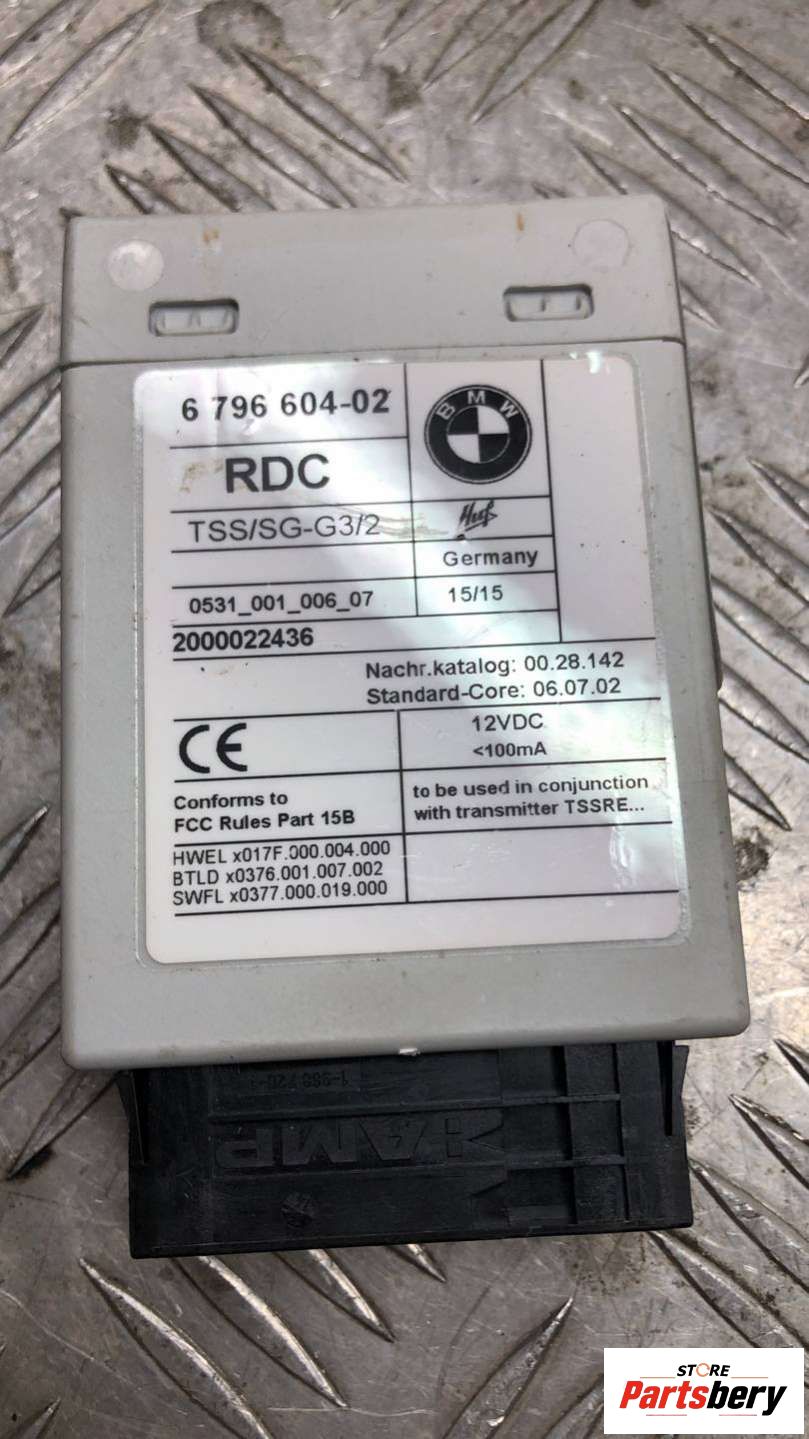 6 796 604-02
BMW
RDC
TSS/SG-G3/2
Huf
Germany
0531_001_006_07
15/15
2000022436
Nachr.katalog: 00.28.142
Standard-Core: 06.07.02
CE
12VDC
<100mA
Conforms to
FCC Rules Part 15B
to be used in conjunction
with transmitter TSSRE...
HWEL x017F.000.004.000
BTLD x0376.001.007.002
SWFL x0377.000.019.000
AMP
STORE
Partsbery